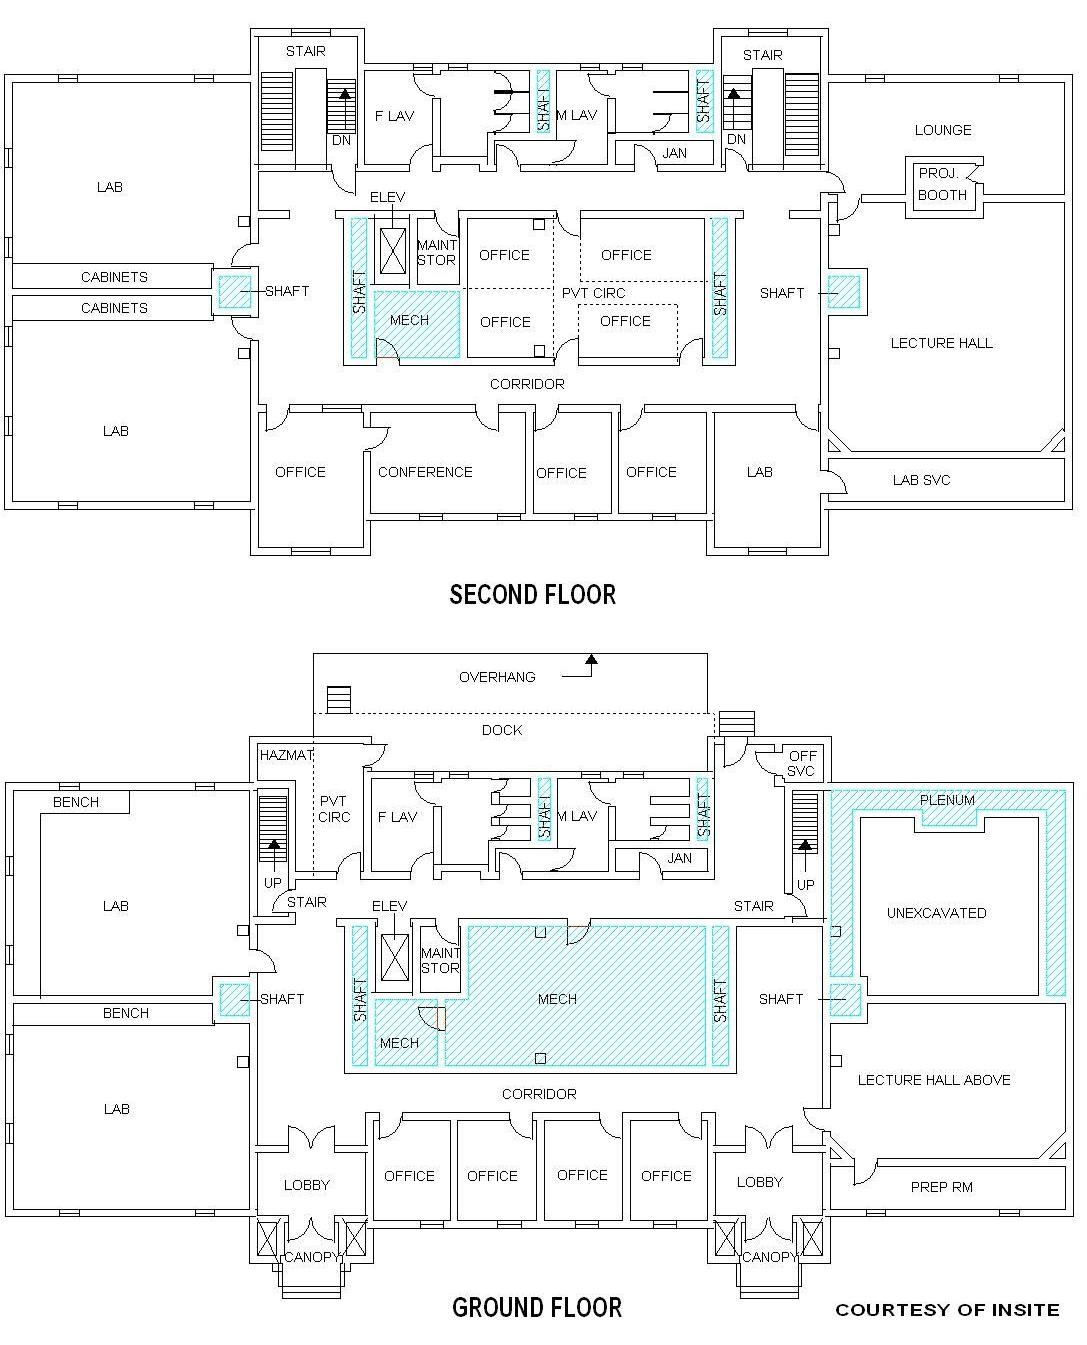 STAIR
STAIR
SHAFT
SHAFT
F LAV
M LAV
LOUNGE
DN
DN
JAN
PROJ.
BOOTH
LAB
ELEV
MAINT
STOR
OFFICE
OFFICE
CABINETS
SHAFT
SHAFT
SHAFT
PVT CIRC
SHAFT
CABINETS
MECH
OFFICE
OFFICE
LECTURE HALL
CORRIDOR
LAB
OFFICE
CONFERENCE
OFFICE
OFFICE
LAB
LAB SVC
SECOND FLOOR
OVERHANG
DOCK
HAZMAT
OFF
SVC
BENCH
PVT
CIRC
F LAV
SHAFT
M LAV
SHAFT
PLENUM
JAN
UP
UP
STAIR
ELEV
STAIR
LAB
UNEXCAVATED
MAINT
STOR
SHAFT
SHAFT
MECH
SHAFT
SHAFT
BENCH
MECH
LECTURE HALL ABOVE
CORRIDOR
LAB
LOBBY
OFFICE
OFFICE
OFFICE
OFFICE
LOBBY
PREP RM
CANOPY
CANOPY
GROUND FLOOR
COURTESY OF INSITE